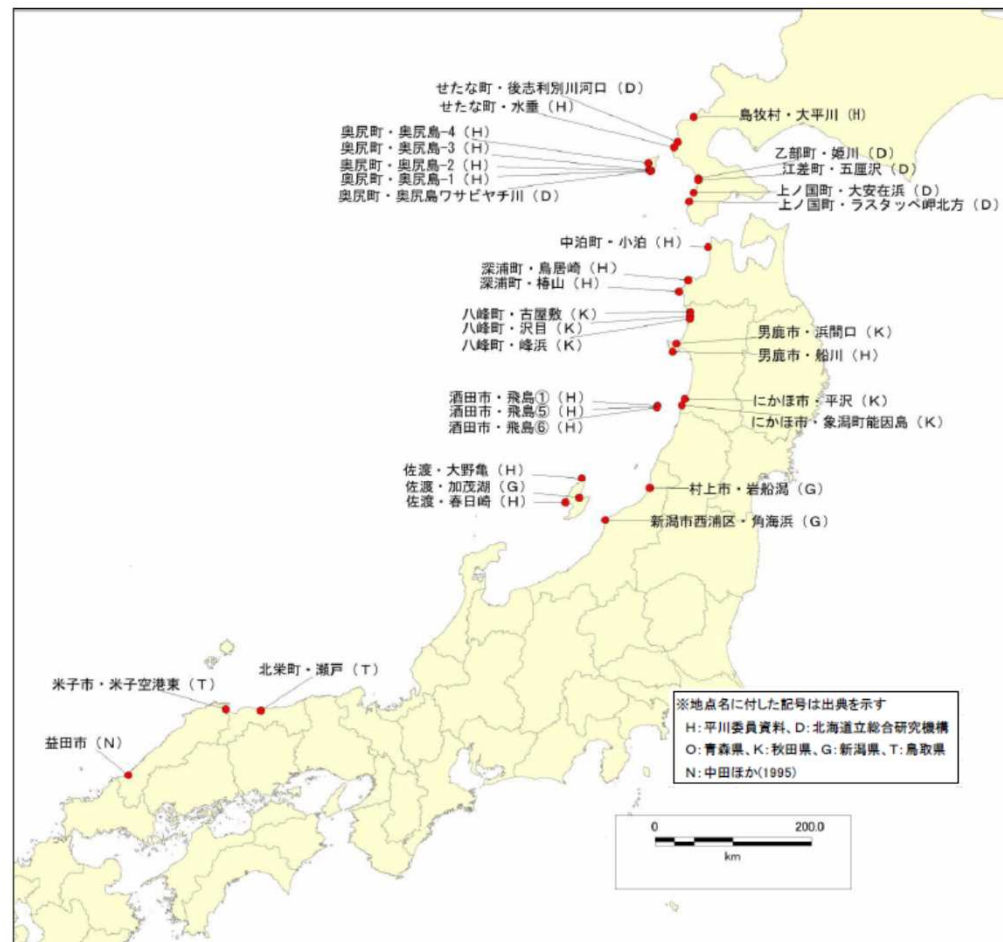 せたな町・後志利別川河口（D）
せたな町・水垂（H）
島牧村・大平川（H）
奥尻町・奥尻島-4（H）
奥尻町・奥尻島-3（H）
奥尻町・奥尻島-2（H）
奥尻町・奥尻島-1（H）
奥尻町・奥尻島ワサビヤチ川（D）
乙部町・姫川（D）
江差町・五厘沢（D）
上ノ国町・大安在浜（D）
上ノ国町・ラスタッペ岬北方（D）
中泊町・小泊（H）
深浦町・鳥居崎（H）
深浦町・椿山（H）
八峰町・古屋敷（K）
八峰町・沢目（K）
八峰町・峰浜（K）
男鹿市・浜間口（K）
男鹿市・船川（H）
酒田市・飛島①（H）
酒田市・飛島⑤（H）
酒田市・飛島⑥（H）
にかほ市・平沢（K）
にかほ市・象潟町能因島（K）
佐渡・大野亀（H）
佐渡・加茂湖（G）
佐渡・春日崎（H）
村上市・岩船潟（G）
新潟市西浦区・角海浜（G）
北栄町・瀬戸（T）
米子市・米子空港東（T）
益田市（N）
※地点名に付した記号は出典を示す
H：平川委員資料、D：北海道立総合研究機構
O：青森県、K：秋田県、G：新潟県、T：鳥取県
N：中田ほか(1995)
0 200.0
km